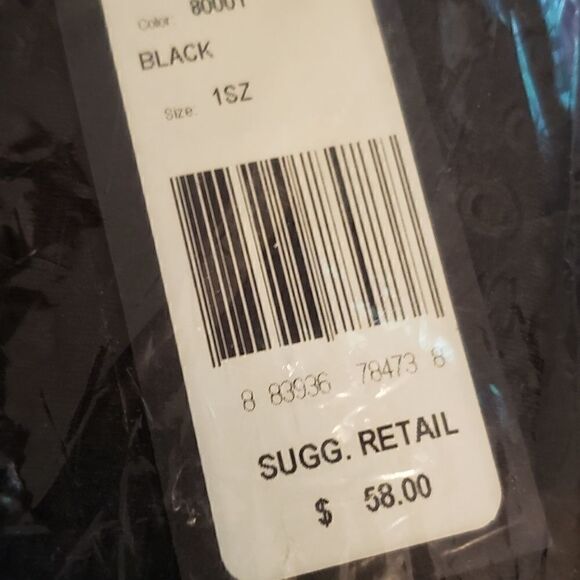 Color: 80001
BLACK
Size: 1SZ
8 83936 78473 8
SUGG. RETAIL
$ 58.00